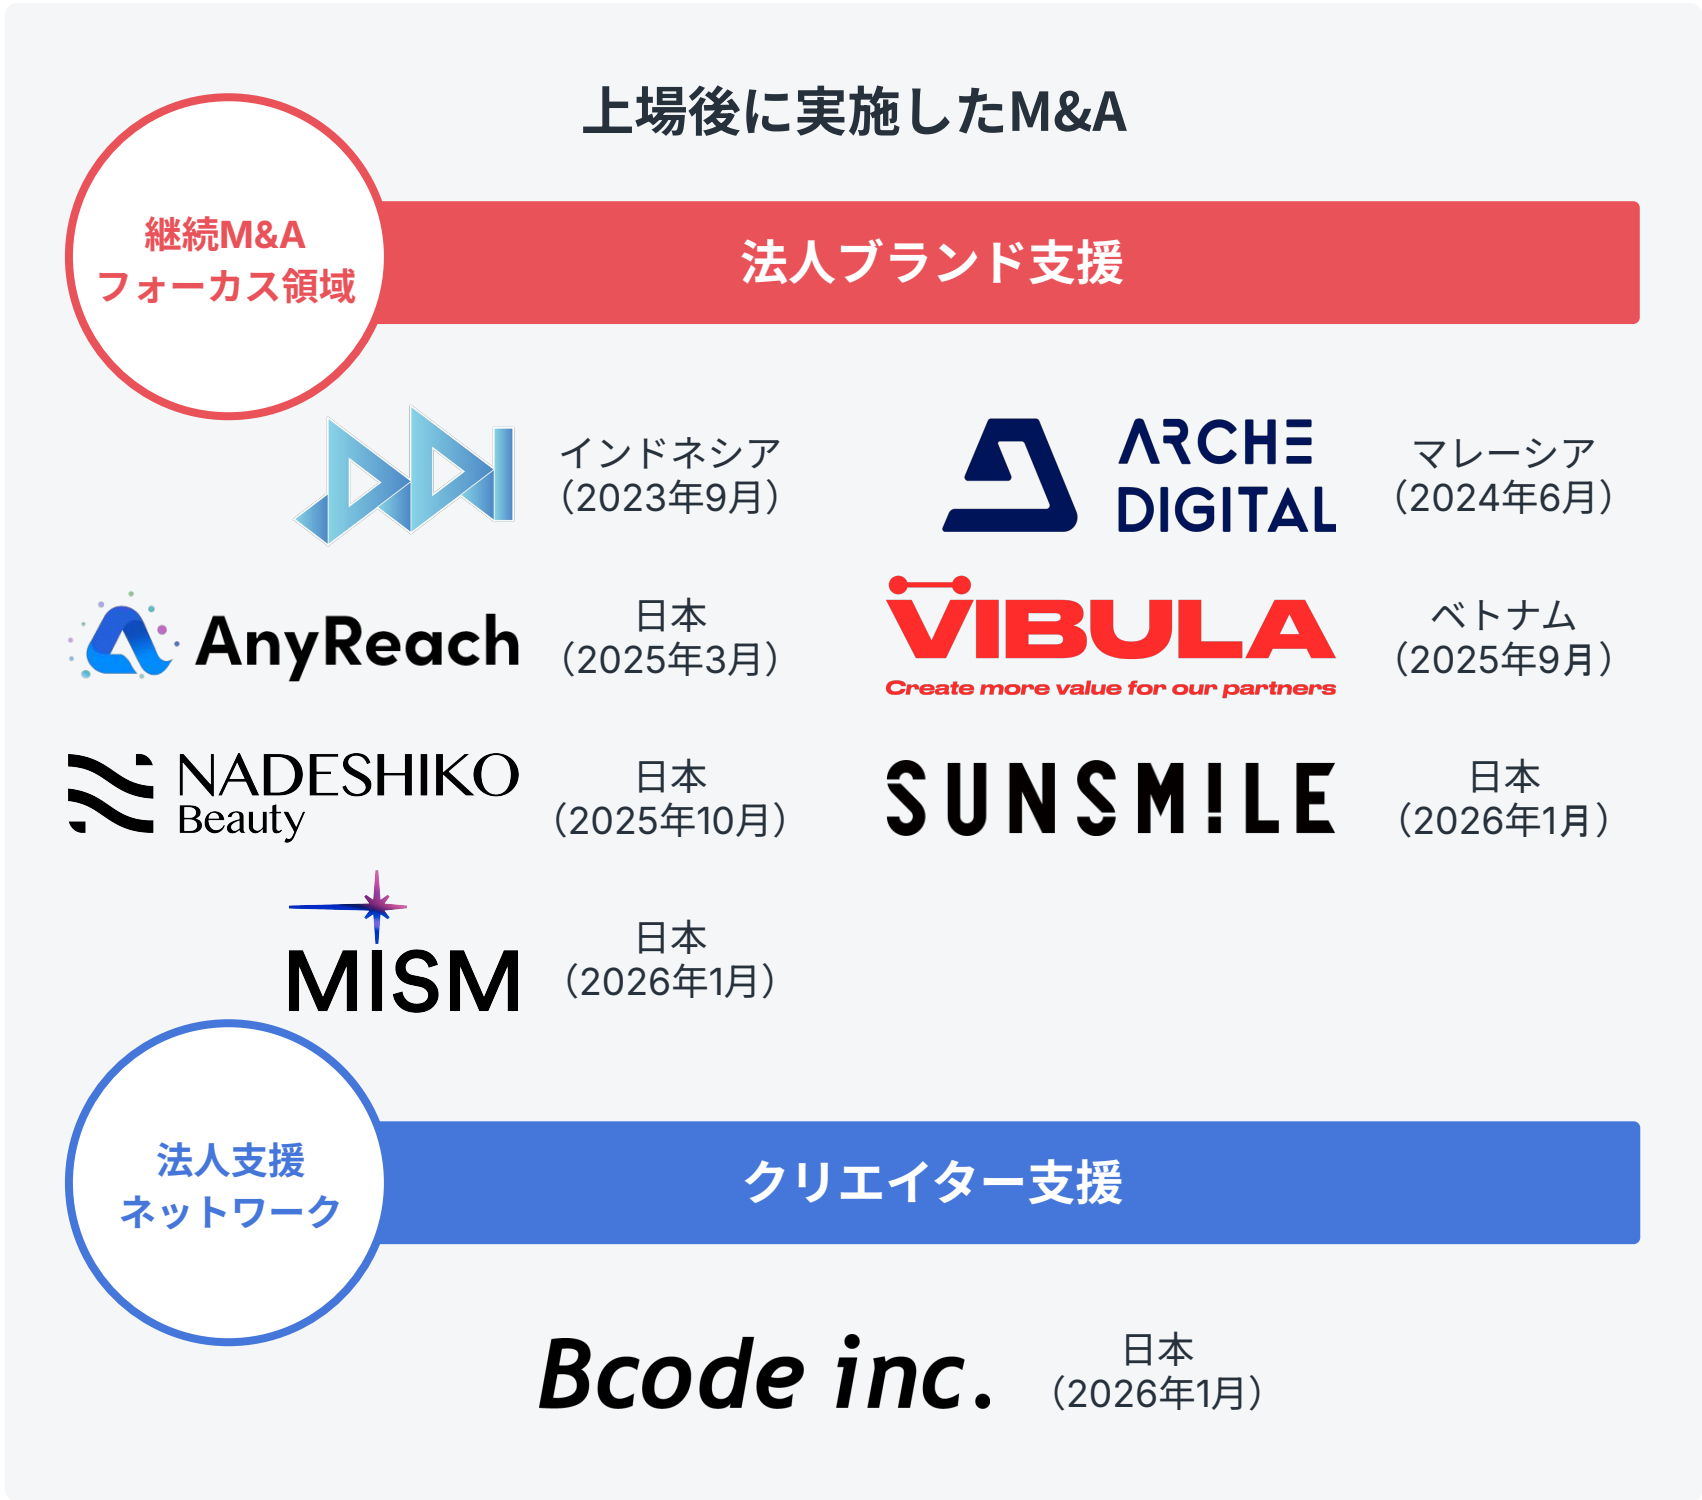 上場後に実施したM&A
継続M&A
フォーカス領域
法人ブランド支援
DDI
インドネシア
（2023年9月）
ARCHE
DIGITAL
マレーシア
（2024年6月）
AnyReach
日本
（2025年3月）
VIBULA
Create more value for our partners
ベトナム
（2025年9月）
NADESHIKO
Beauty
日本
（2025年10月）
SUNSM!LE
日本
（2026年1月）
MISM
日本
（2026年1月）
法人支援
ネットワーク
クリエイター支援
Bcode inc.
日本
（2026年1月）